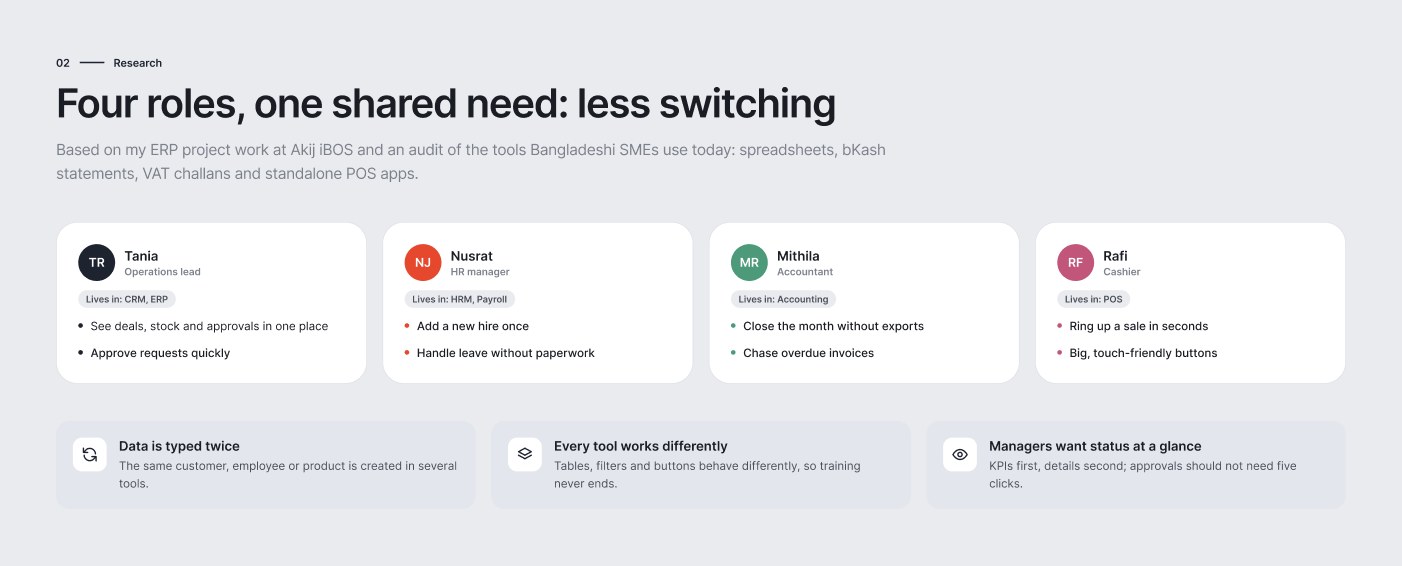 02 — Research
Four roles, one shared need: less switching
Based on my ERP project work at Akij iBOS and an audit of the tools Bangladeshi SMEs use today: spreadsheets, bKash
statements, VAT challans and standalone POS apps.
TR
Tania
Operations lead
Lives in: CRM, ERP
• See deals, stock and approvals in one place
• Approve requests quickly
NJ
Nusrat
HR manager
Lives in: HRM, Payroll
• Add a new hire once
• Handle leave without paperwork
MR
Mithila
Accountant
Lives in: Accounting
• Close the month without exports
• Chase overdue invoices
RF
Rafi
Cashier
Lives in: POS
• Ring up a sale in seconds
• Big, touch-friendly buttons
Data is typed twice
The same customer, employee or product is created in several
tools.
Every tool works differently
Tables, filters and buttons behave differently, so training
never ends.
Managers want status at a glance
KPIs first, details second; approvals should not need five
clicks.